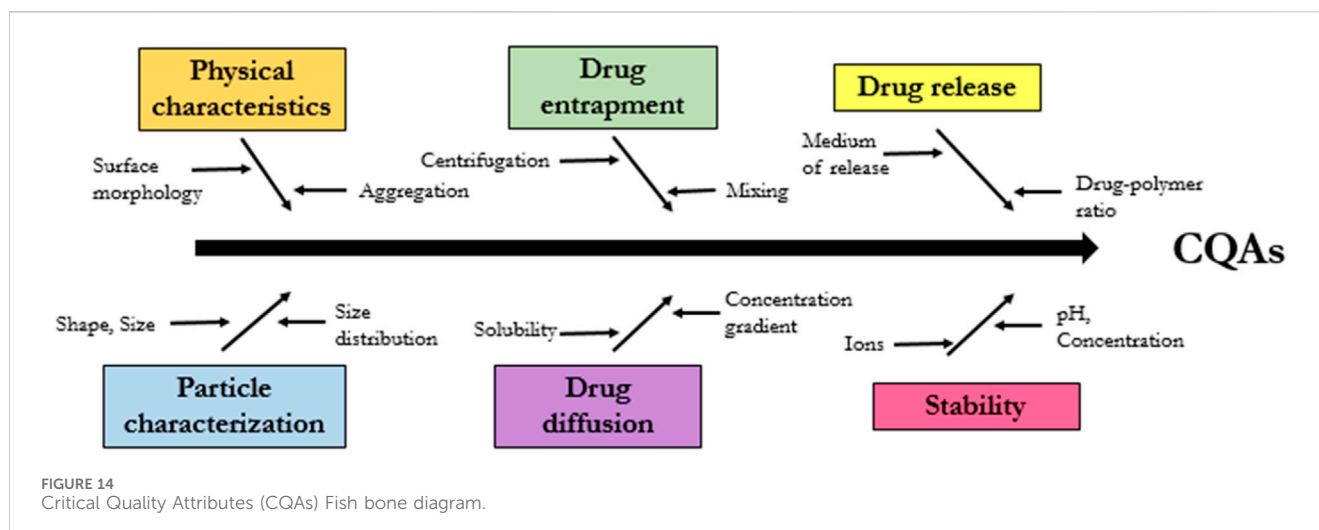 Physical
characteristics
Drug
entrapment
Drug release
Surface
morphology
Aggregation
Centrifugation
Mixing
Medium
of release
Drug-polymer
ratio
CQAs
Shape, Size
Size
distribution
Solubility
Concentration
gradient
Ions
pH,
Concentration
Particle
characterization
Drug
diffusion
Stability
FIGURE 14
Critical Quality Attributes (CQAs) Fish bone diagram.